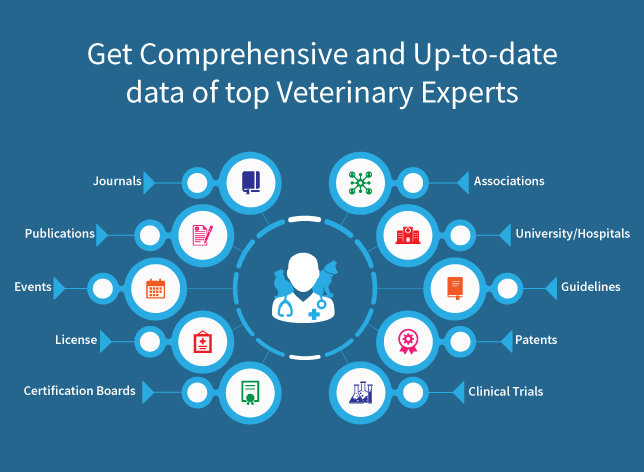 Get Comprehensive and Up-to-date
data of top Veterinary Experts
Journals
Associations
Publications
University/Hospitals
Events
Guidelines
License
Patents
Certification Boards
Clinical Trials